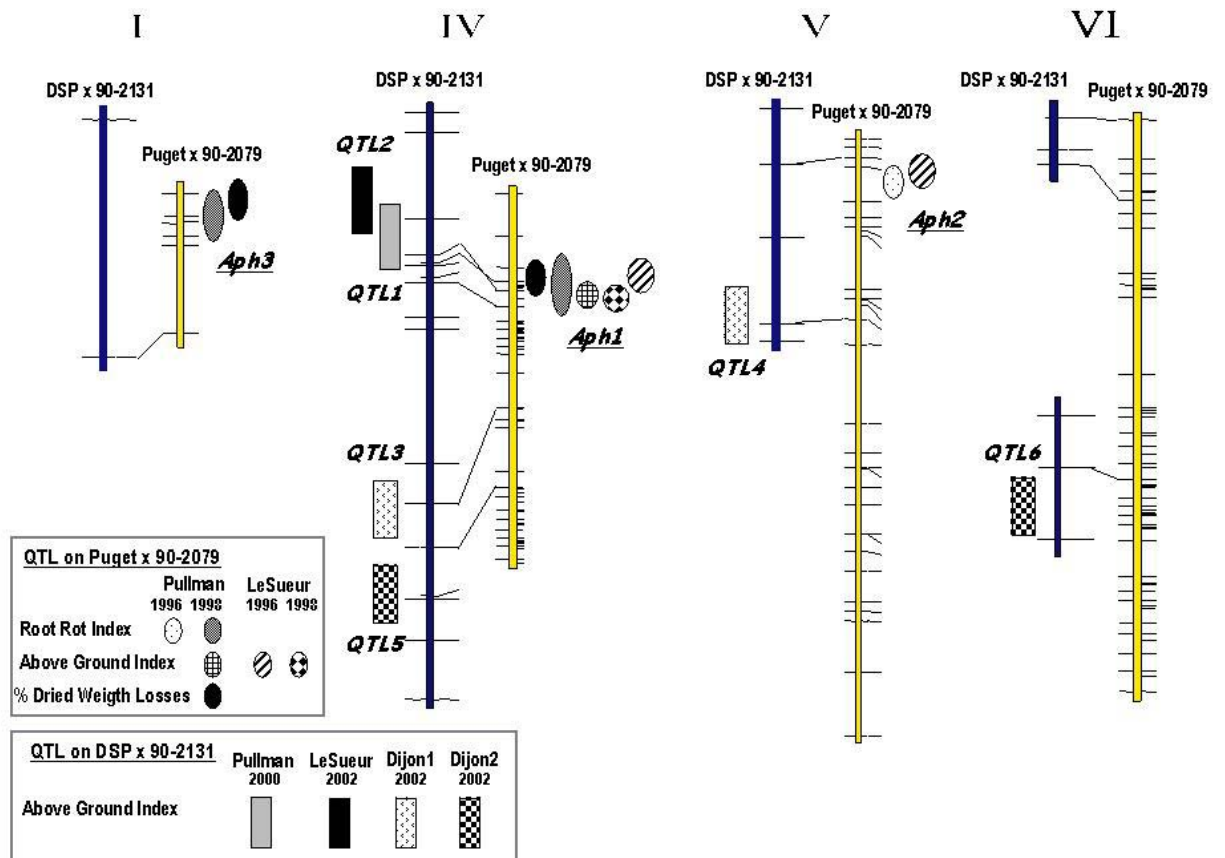 I IV V VI
DSP x 90-2131
Puget x 90-2079
Aph3
DSP x 90-2131
QTL2
Puget x 90-2079
QTL1
Aph1
QTL3
QTL5
DSP x 90-2131
Puget x 90-2079
Aph2
QTL4
DSP x 90-2131
Puget x 90-2079
QTL6
QTL on Puget x 90-2079
Pullman LeSueur
1996 1998 1996 1998
Root Rot Index
Above Ground Index
% Dried Weigth Losses
QTL on DSP x 90-2131
Pullman LeSueur Dijon1 Dijon2
2000 2002 2002 2002
Above Ground Index